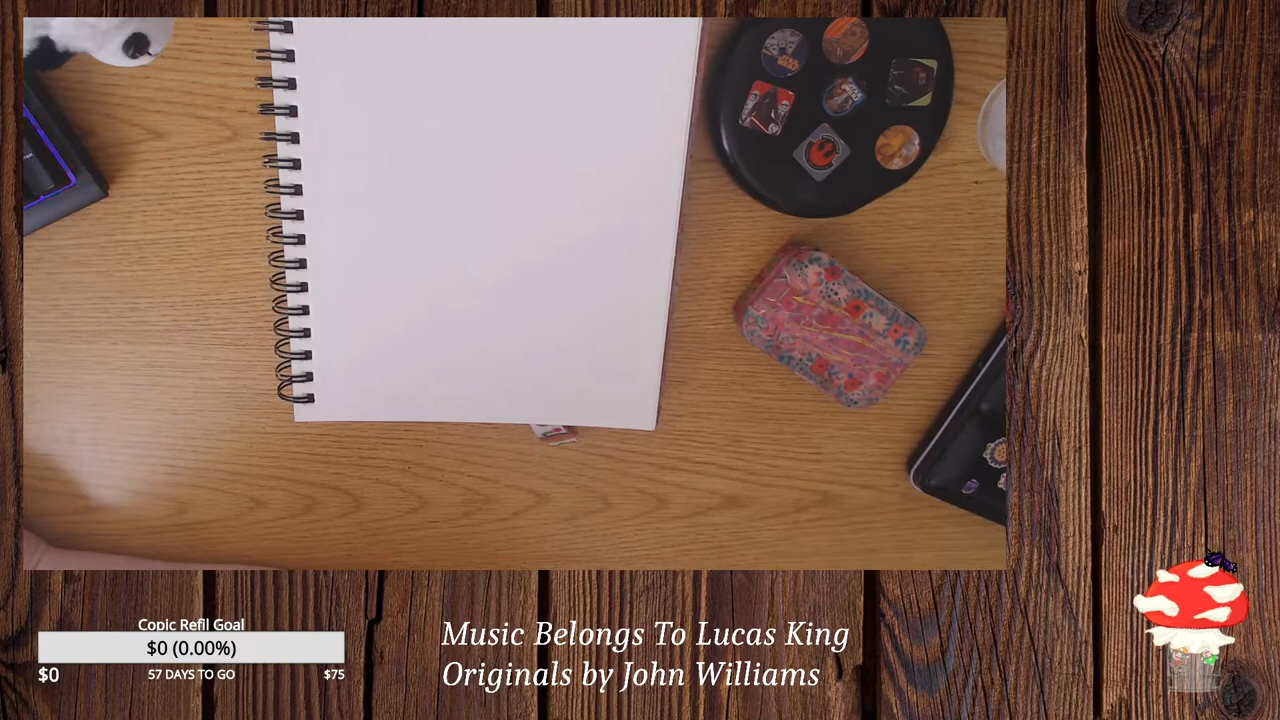 Copic Refil Goal
$0 (0.00%)
$0
57 DAYS TO GO
$75
Music Belongs To Lucas King
Originals by John Williams